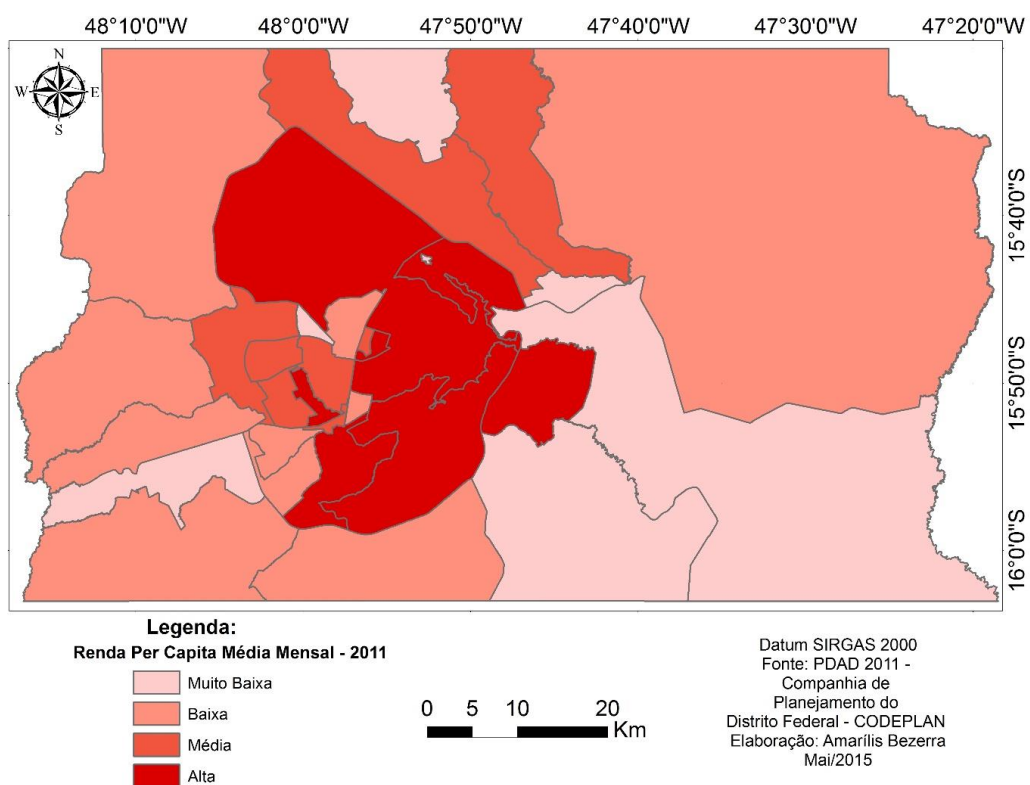 48°10'0"W 48°0'0"W 47°50'0"W 47°40'0"W 47°30'0"W 47°20'0"W
N
W E
S
15°40'0"S
15°50'0"S
16°0'0"S
Legenda:
Renda Per Capita Média Mensal - 2011
Muito Baixa
Baixa
Média
Alta
0 5 10 20
Km
Datum SIRGAS 2000
Fonte: PDAD 2011 -
Companhia de
Planejamento do
Distrito Federal - CODEPLAN
Elaboração: Amarílis Bezerra
Mai/2015